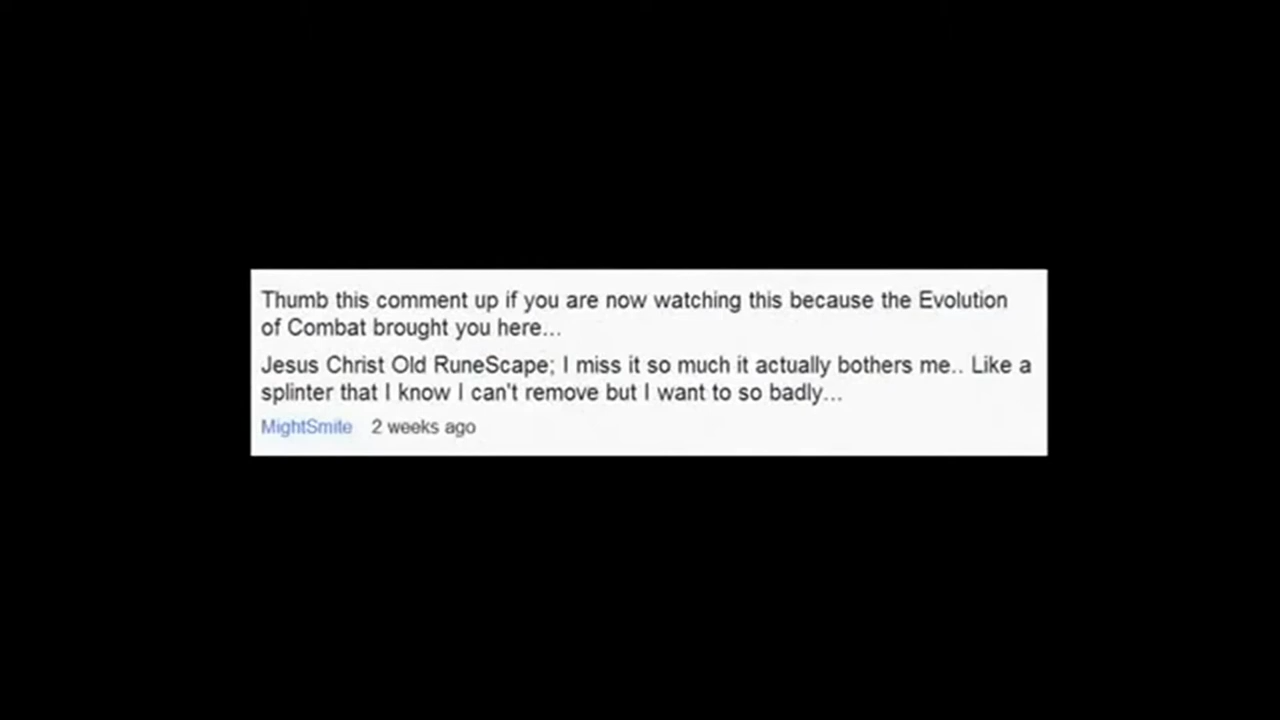 Thumb this comment up if you are now watching this because the Evolution
of Combat brought you here...
Jesus Christ Old RuneScape; I miss it so much it actually bothers me.. Like a
splinter that I know I can't remove but I want to so badly...
MightSmile 2 weeks ago